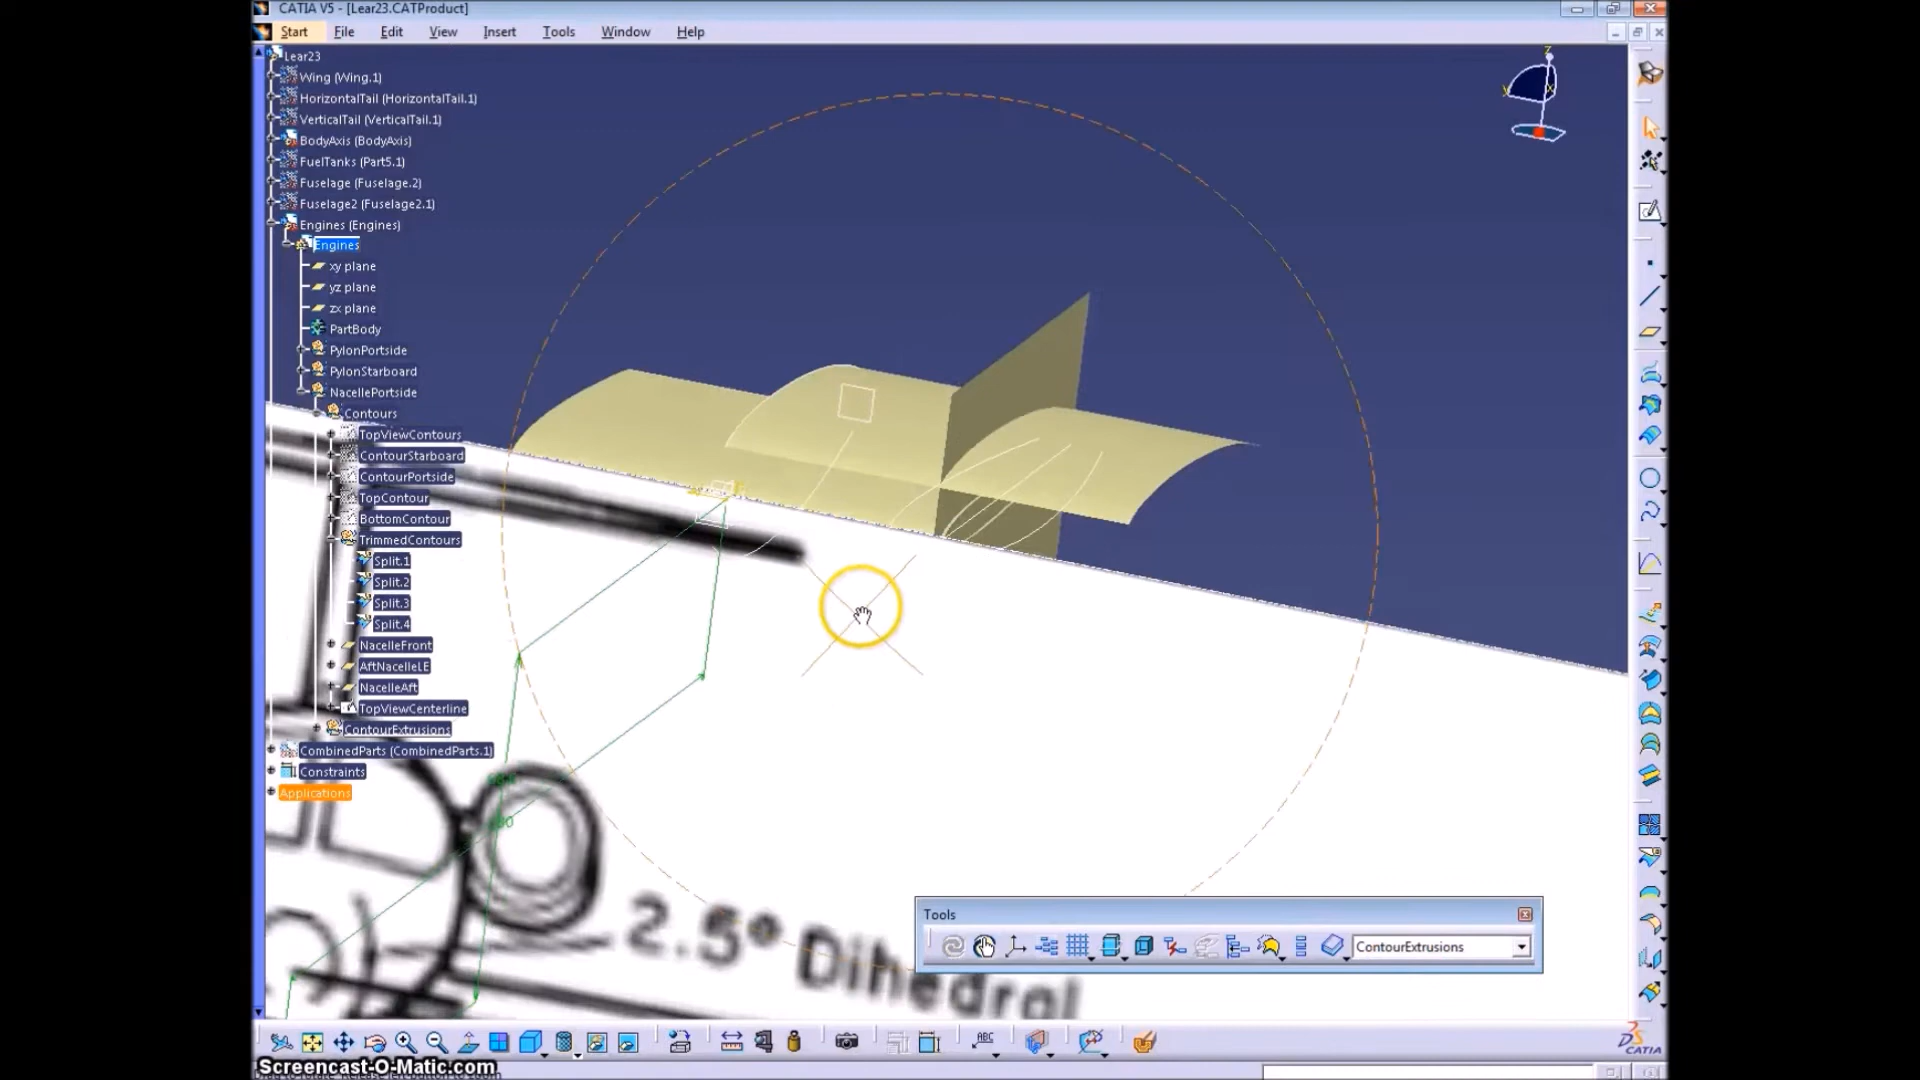 CATIA V5 - [Lear23.CATProduct]
Start File Edit View Insert Tools Window Help
Lear23
Wing (Wing.1)
HorizontalTail (HorizontalTail.1)
VerticalTail (VerticalTail.1)
BodyAxis (BodyAxis)
FuelTanks (Part5.1)
Fuselage (Fuselage.2)
Fuselage2 (Fuselage2.1)
Engines (Engines)
Engines
xy plane
yz plane
zx plane
PartBody
PylonPortside
PylonStarboard
NacellePortside
Contours
TopViewContours
ContourStarboard
ContourPortside
TopContour
BottomContour
TrimmedContours
Split.1
Split.2
Split.3
Split.4
NacelleFront
AftNacelleLE
NacelleAft
TopViewCenterline
ContourExtrusions
CombinedParts (CombinedParts.1)
Constraints
Applications
2.5° Dihedral
Tools
ContourExtrusions
ABC
CATIA
Screencast-O-Matic.com